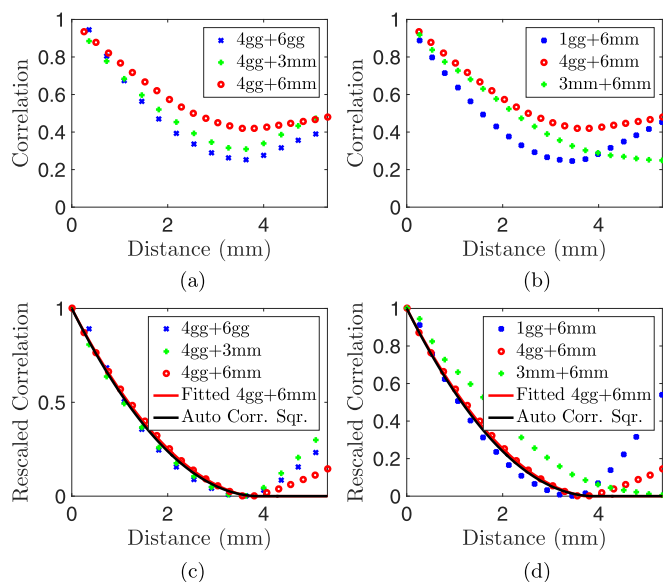 1
0.8
0.6
0.4
0.2
0
Correlation
0 2 4
Distance (mm)
4gg+6gg
4gg+3mm
4gg+6mm
(a)
1
0.8
0.6
0.4
0.2
0
Correlation
0 2 4
Distance (mm)
1gg+6mm
4gg+6mm
3mm+6mm
(b)
1
0.5
0
Rescaled Correlation
0 2 4
Distance (mm)
4gg+6gg
4gg+3mm
4gg+6mm
Fitted 4gg+6mm
Auto Corr. Sqr.
(c)
1
0.8
0.6
0.4
0.2
0
Rescaled Correlation
0 2 4
Distance (mm)
1gg+6mm
4gg+6mm
3mm+6mm
Fitted 4gg+6mm
Auto Corr. Sqr.
(d)